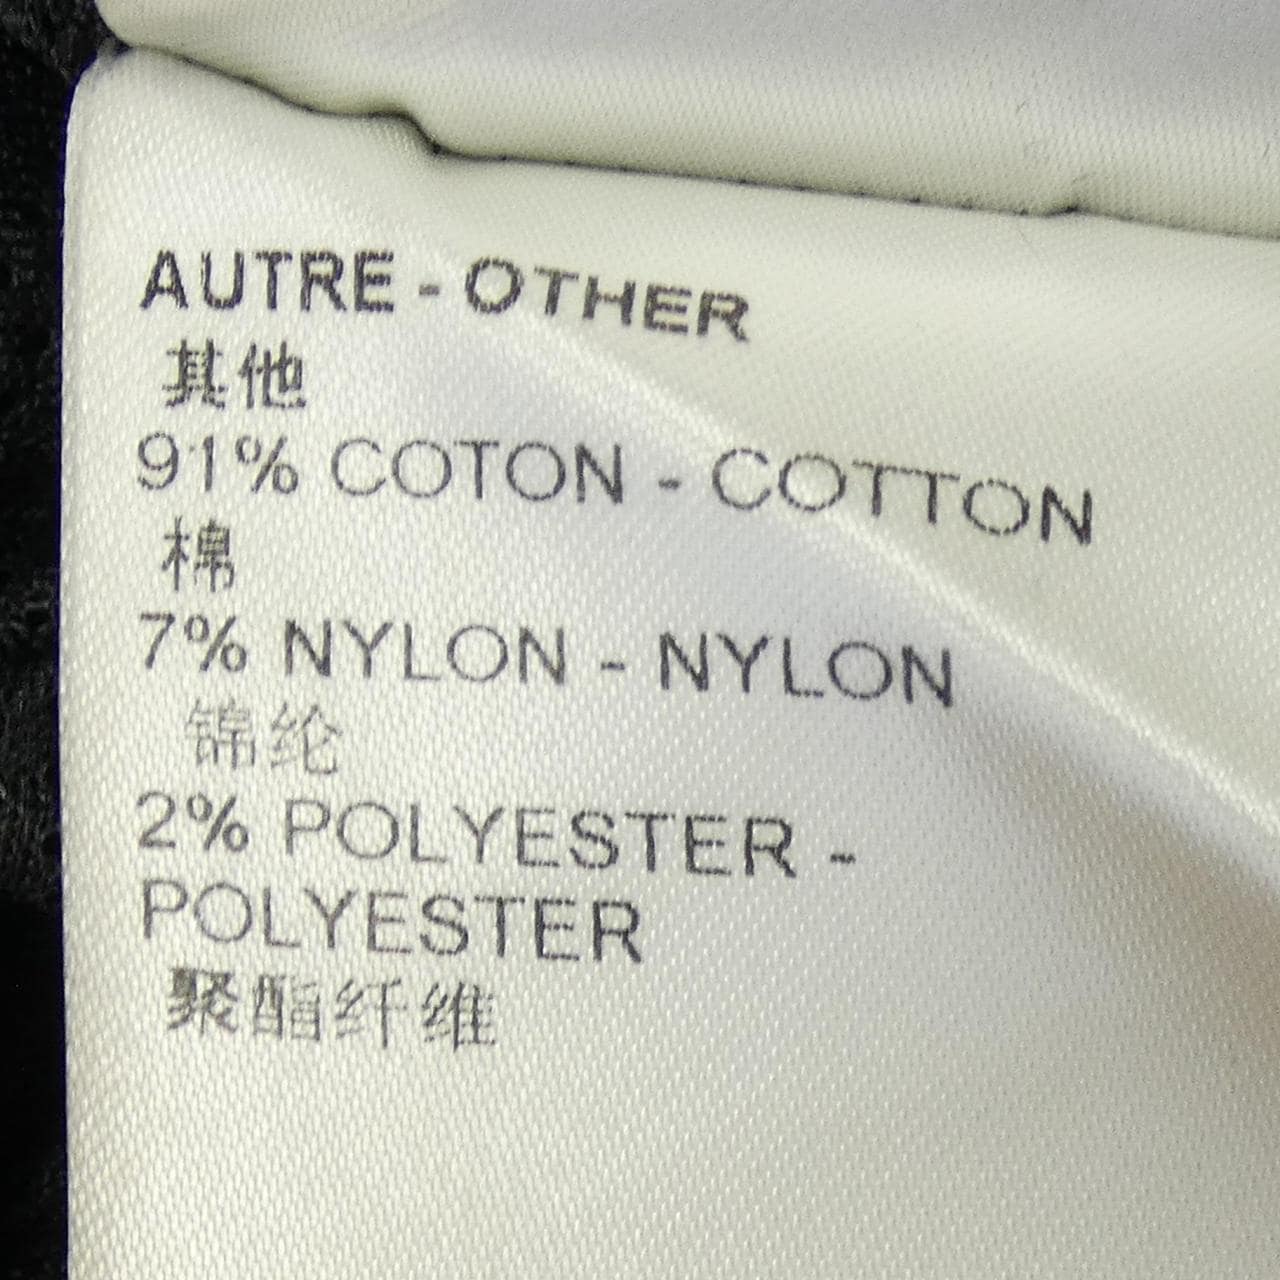 AUTRE - OTHER
其他
91% COTON - COTTON
棉
7% NYLON - NYLON
锦纶
2% POLYESTER -
POLYESTER
聚酯纤维